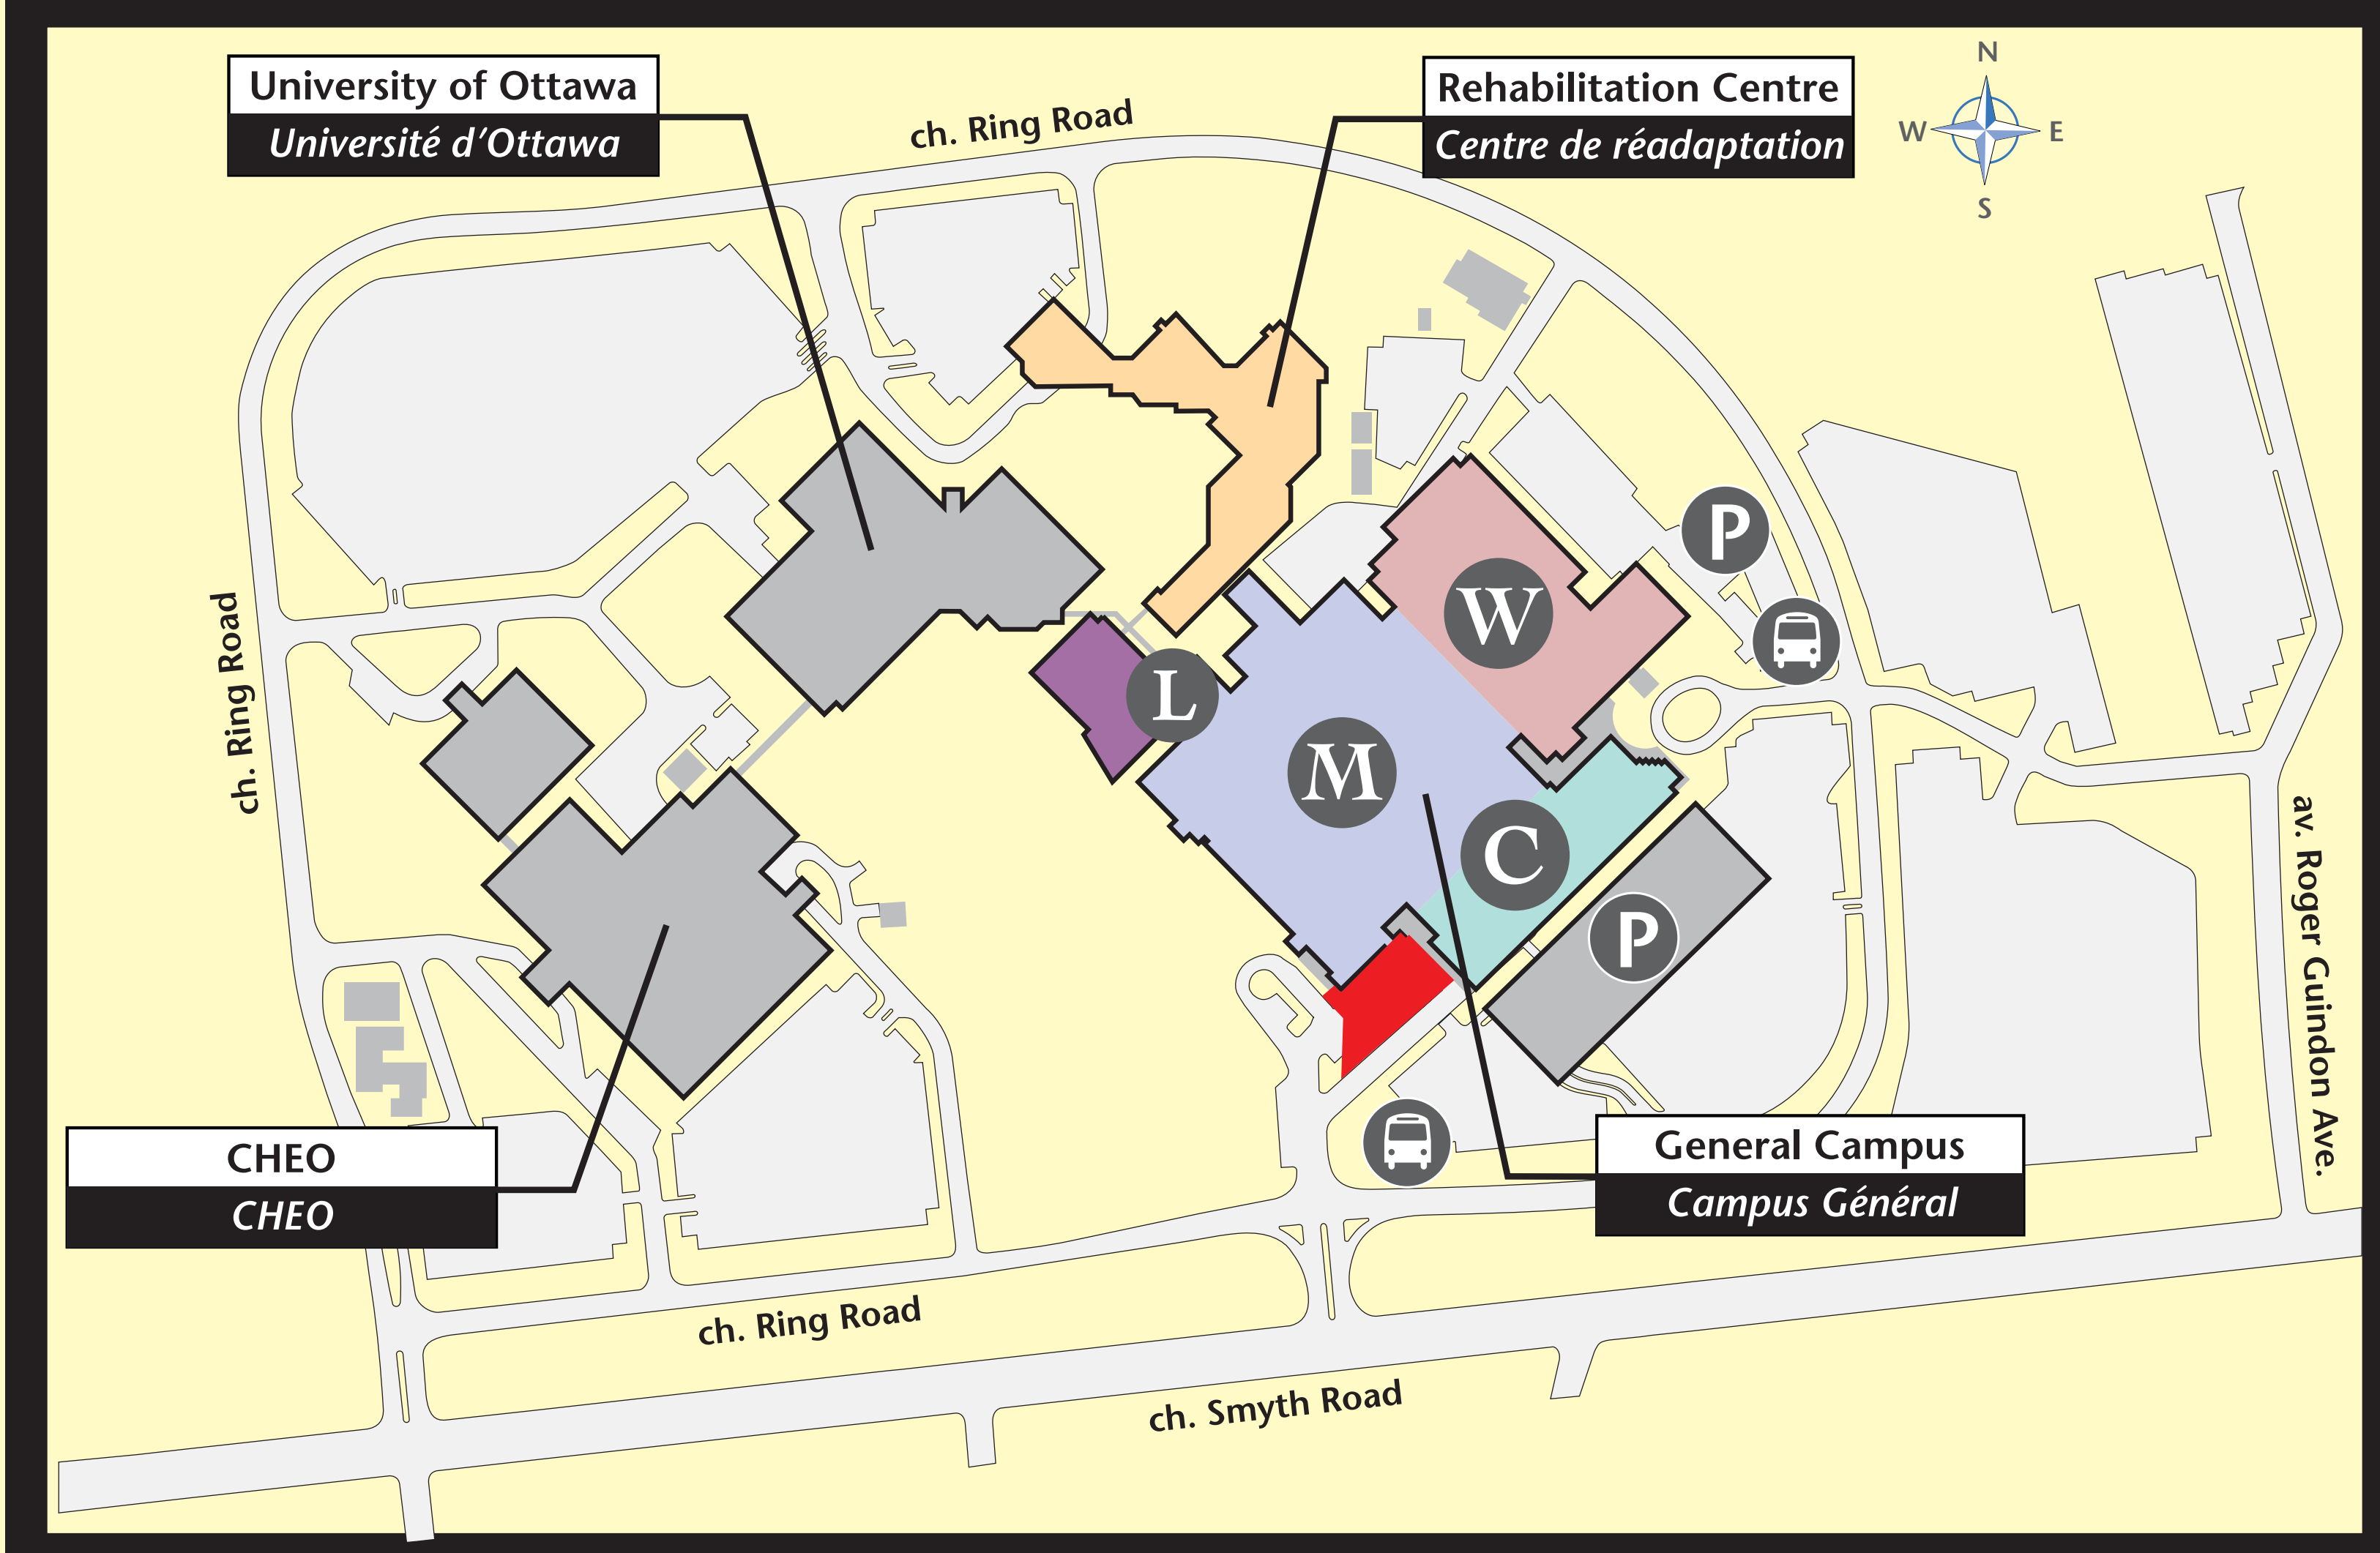 University of Ottawa
Université d'Ottawa
ch. Ring Road
Rehabilitation Centre
Centre de réadaptation
N
W E
S
P
W
ch. Ring Road
L
M
C
P
av. Roger Guindon Ave.
CHEO
CHEO
General Campus
Campus Général
ch. Ring Road
ch. Smyth Road